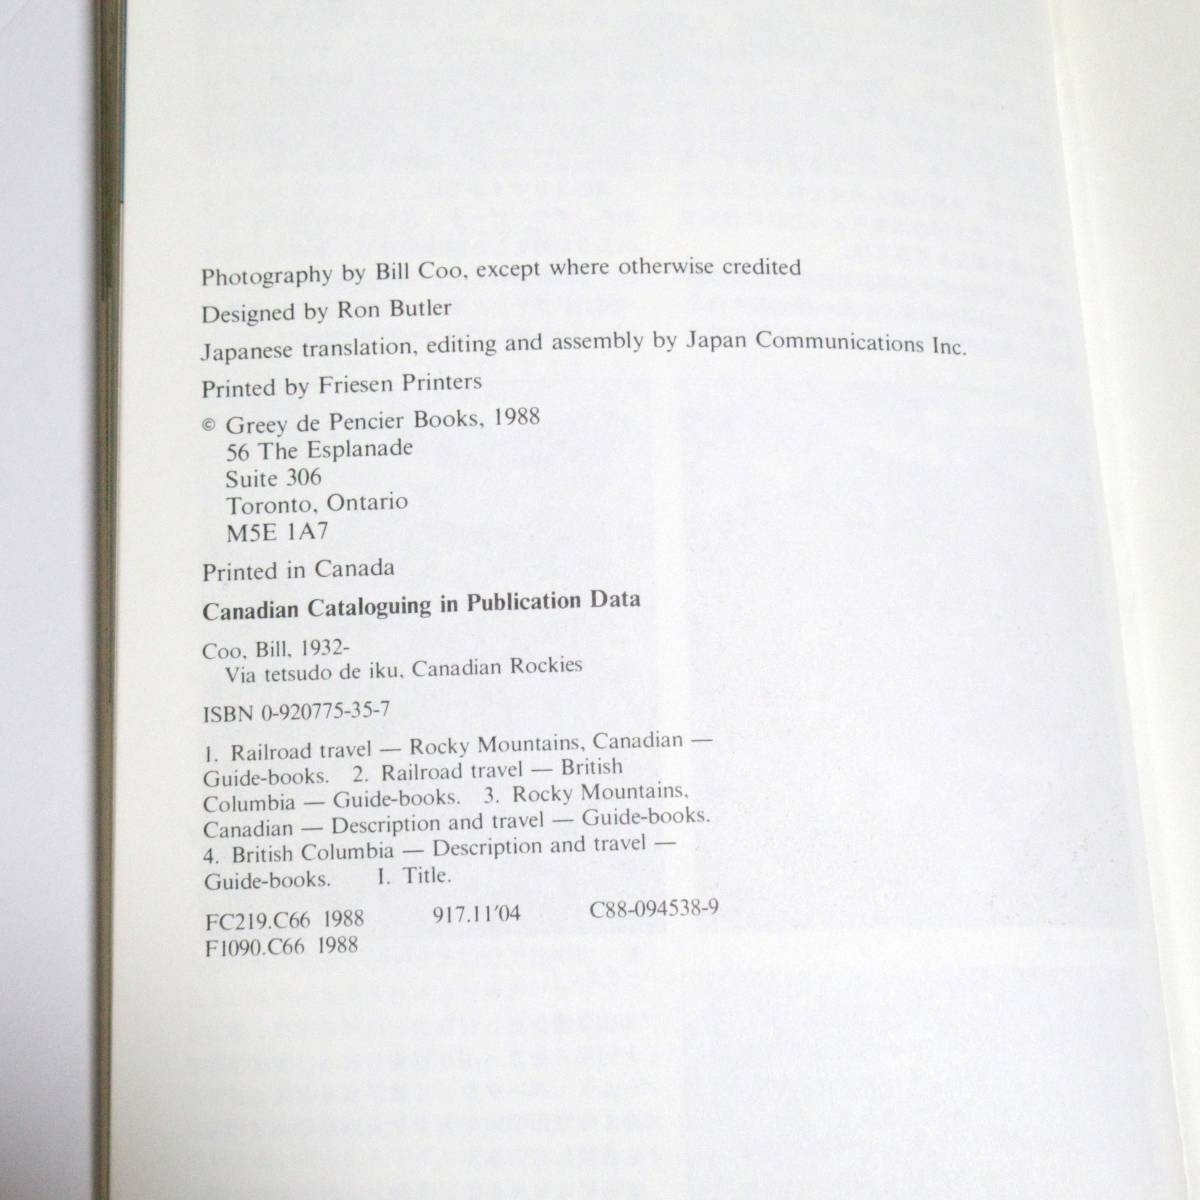 Photography by Bill Coo, except where otherwise credited
Designed by Ron Butler
Japanese translation, editing and assembly by Japan Communications Inc.
Printed by Friesen Printers
© Greey de Pencier Books, 1988
56 The Esplanade
Suite 306
Toronto, Ontario
M5E 1A7
Printed in Canada
Canadian Cataloguing in Publication Data
Coo, Bill, 1932-
Via tetsudo de iku, Canadian Rockies
ISBN 0-920775-35-7
1. Railroad travel — Rocky Mountains, Canadian —
Guide-books. 2. Railroad travel — British
Columbia — Guide-books. 3. Rocky Mountains,
Canadian — Description and travel — Guide-books.
4. British Columbia — Description and travel —
Guide-books. I. Title.
FC219.C66 1988 917.11′04 C88-094538-9
F1090.C66 1988